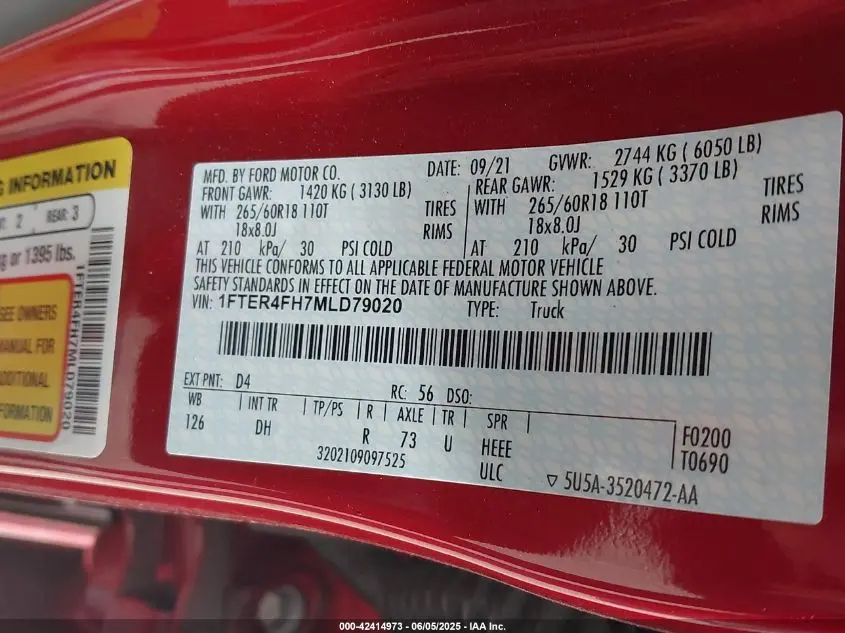 G INFORMATION
2 REAR: 3
g or 1395 lbs.
SEE OWNERS
MANUAL FOR
ADDITIONAL
FORMATION
1FTER4FH7MLD79020
MFD. BY FORD MOTOR CO. DATE: 09/21 GVWR: 2744 KG ( 6050 LB)
FRONT GAWR: 1420 KG ( 3130 LB) REAR GAWR: 1529 KG ( 3370 LB)
WITH 265/60R18 110T TIRES WITH 265/60R18 110T TIRES
18x8.0J RIMS 18x8.0J RIMS
AT 210 kPa/ 30 PSI COLD AT 210 kPa/ 30 PSI COLD
THIS VEHICLE CONFORMS TO ALL APPLICABLE FEDERAL MOTOR VEHICLE
SAFETY STANDARDS IN EFFECT ON THE DATE OF MANUFACTURE SHOWN ABOVE.
VIN: 1FTER4FH7MLD79020 TYPE: Truck
EXT PNT: D4 RC: 56 DSO:
WB | INT TR | TP/PS | R | AXLE | TR | SPR |
126 DH R 73 U HEEE F0200
3202109097525 ULC T0690
5U5A-3520472-AA
000-42414973 - 06/05/2025 - IAA Inc.